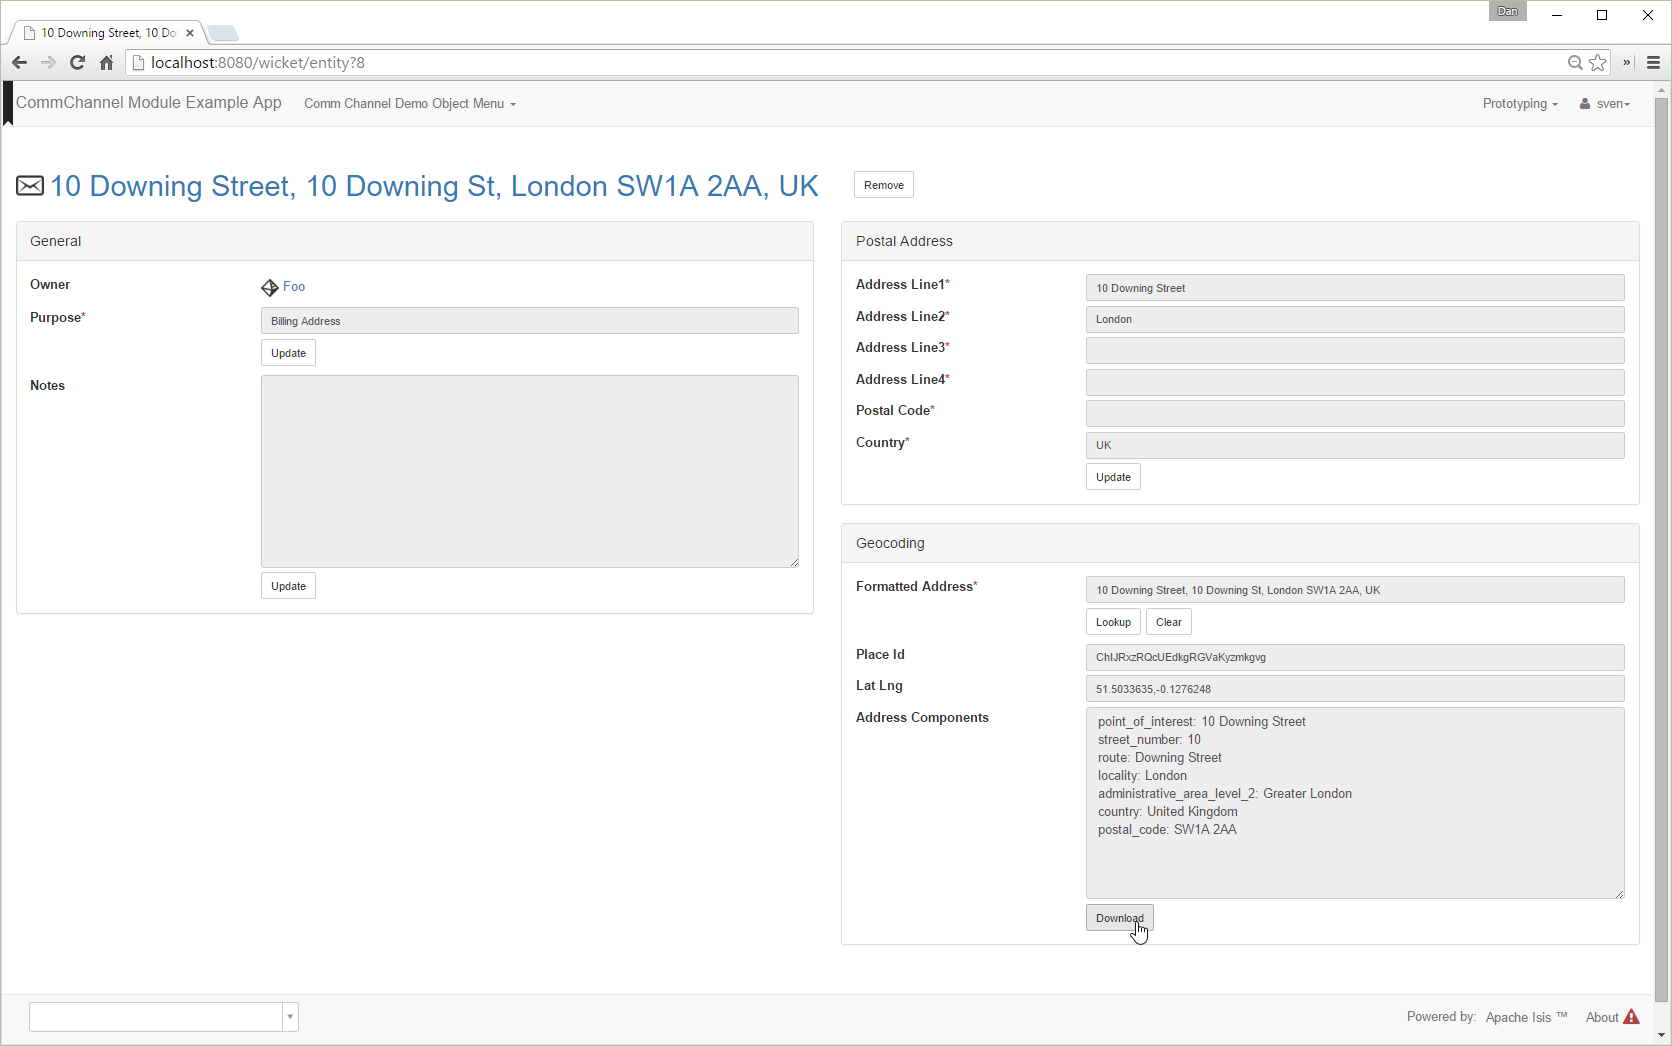 Dan
10 Downing Street, 10 Do
localhost:8080/wicket/entity?8
»
CommChannel Module Example App
Comm Channel Demo Object Menu
Prototyping
sven
10 Downing Street, 10 Downing St, London SW1A 2AA, UK
Remove
General
Owner
Foo
Purpose*
Billing Address
Update
Notes
Update
Postal Address
Address Line1*
10 Downing Street
Address Line2*
London
Address Line3*
Address Line4*
Postal Code*
Country*
UK
Update
Geocoding
Formatted Address*
10 Downing Street, 10 Downing St, London SW1A 2AA, UK
Lookup
Clear
Place Id
ChIJRxzRQcUEdkgRGVaKyzmkgvg
Lat Lng
51.5033635,-0.1276248
Address Components
point_of_interest: 10 Downing Street
street_number: 10
route: Downing Street
locality: London
administrative_area_level_2: Greater London
country: United Kingdom
postal_code: SW1A 2AA
Download
Powered by:
Apache Isis ™
About